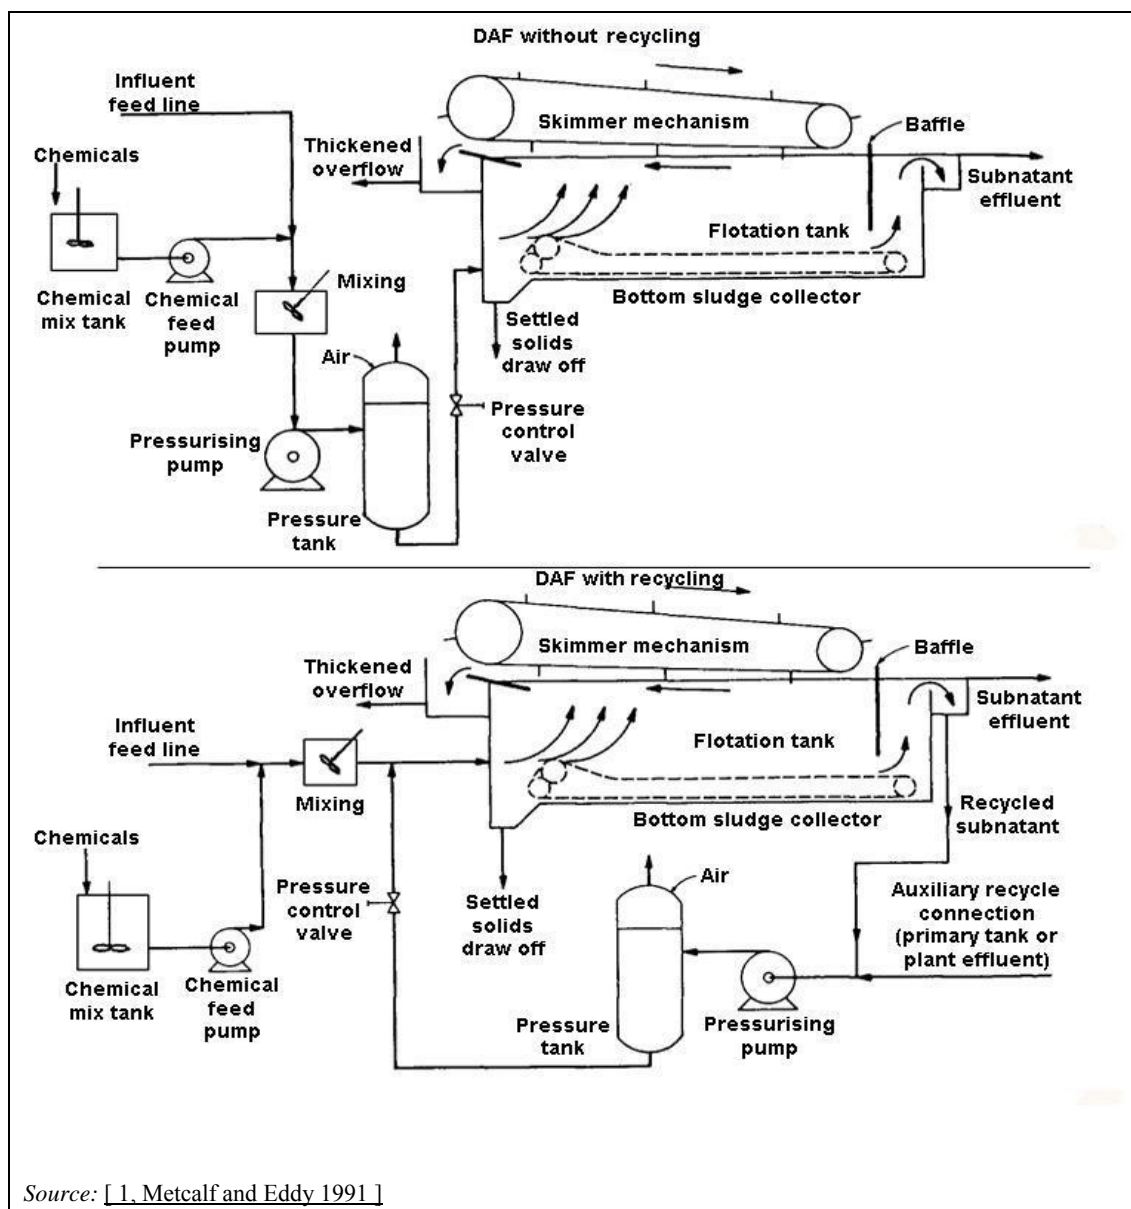 DAF without recycling
Influent
feed line
Skimmer mechanism
Baffle
Chemicals
Thickened
overflow
Subnatant
effluent
Flotation tank
Mixing
Bottom sludge collector
Chemical
mix tank
Chemical
feed
pump
Settled
solids
draw off
Air
Pressure
control
valve
Pressurising
pump
Pressure
tank
DAF with recycling
Skimmer mechanism
Baffle
Thickened
overflow
Subnatant
effluent
Influent
feed line
Flotation tank
Mixing
Bottom sludge collector
Recycled
subnatant
Chemicals
Pressure
control
valve
Settled
solids
draw off
Air
Auxiliary recycle
connection
(primary tank or
plant effluent)
Chemical
mix tank
Chemical
feed
pump
Pressure
tank
Pressurising
pump
Source: [ 1, Metcalf and Eddy 1991 ]